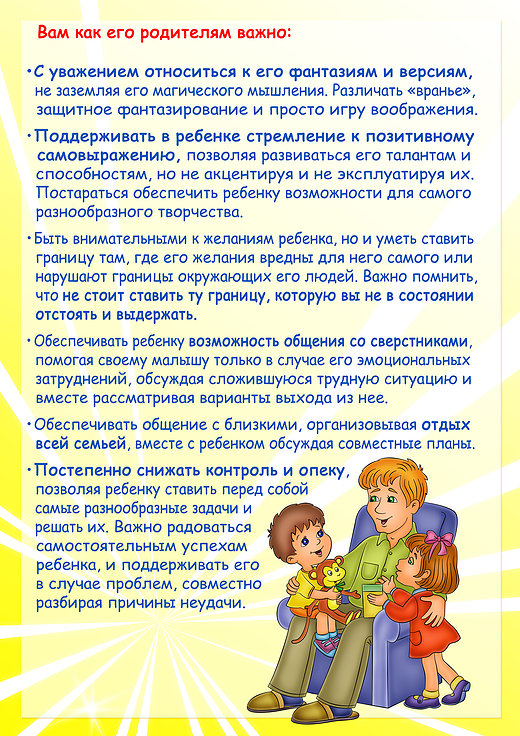 Вам как его родителям важно:
•С уважением относиться к его фантазиям и версиям,
не заземляя его магического мышления. Различать «вранье»,
защитное фантазирование и просто игру воображения.
•Поддерживать в ребенке стремление к позитивному
самовыражению, позволяя развиваться его талантам и
способностям, но не акцентируя и не эксплуатируя их.
Постараться обеспечить ребенку возможности для самого
разнообразного творчества.
•Быть внимательными к желаниям ребенка, но и уметь ставить
границу там, где его желания вредны для него самого или
нарушают границы окружающих его людей. Важно помнить,
что не стоит ставить ту границу, которую вы не в состоянии
отстоять и выдержать.
•Обеспечивать ребенку возможность общения со сверстниками,
помогая своему малышу только в случае его эмоциональных
затруднений, обсуждая сложившуюся трудную ситуацию и
вместе рассматривая варианты выхода из нее.
•Обеспечивать общение с близкими, организовывая отдых
всей семьей, вместе с ребенком обсуждая совместные планы.
•Постепенно снижать контроль и опеку,
позволяя ребенку ставить перед собой
самые разнообразные задачи и
решать их. Важно радоваться
самостоятельным успехам
ребенка, и поддерживать его
в случае проблем, совместно
разбирая причины неудачи.